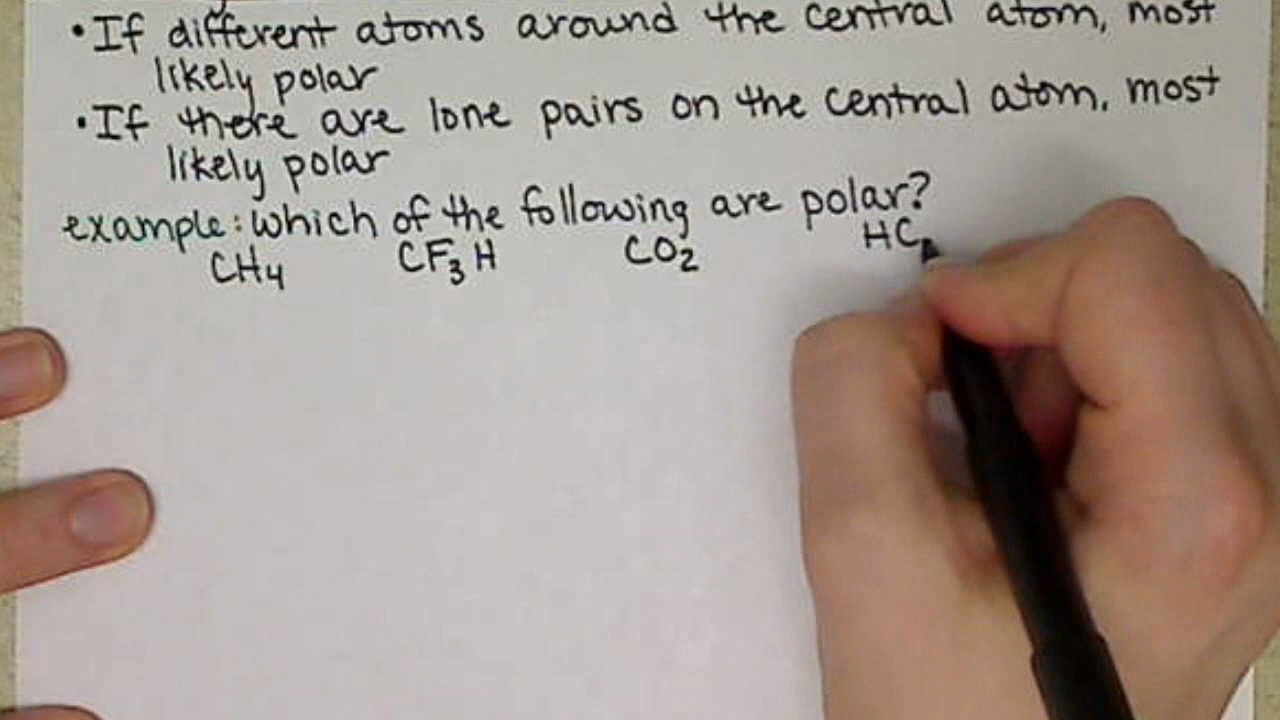 • If different atoms around the central atom, most
likely polar
• If there are lone pairs on the central atom, most
likely polar
example: which of the following are polar?
CH4 CF3H CO2 HC